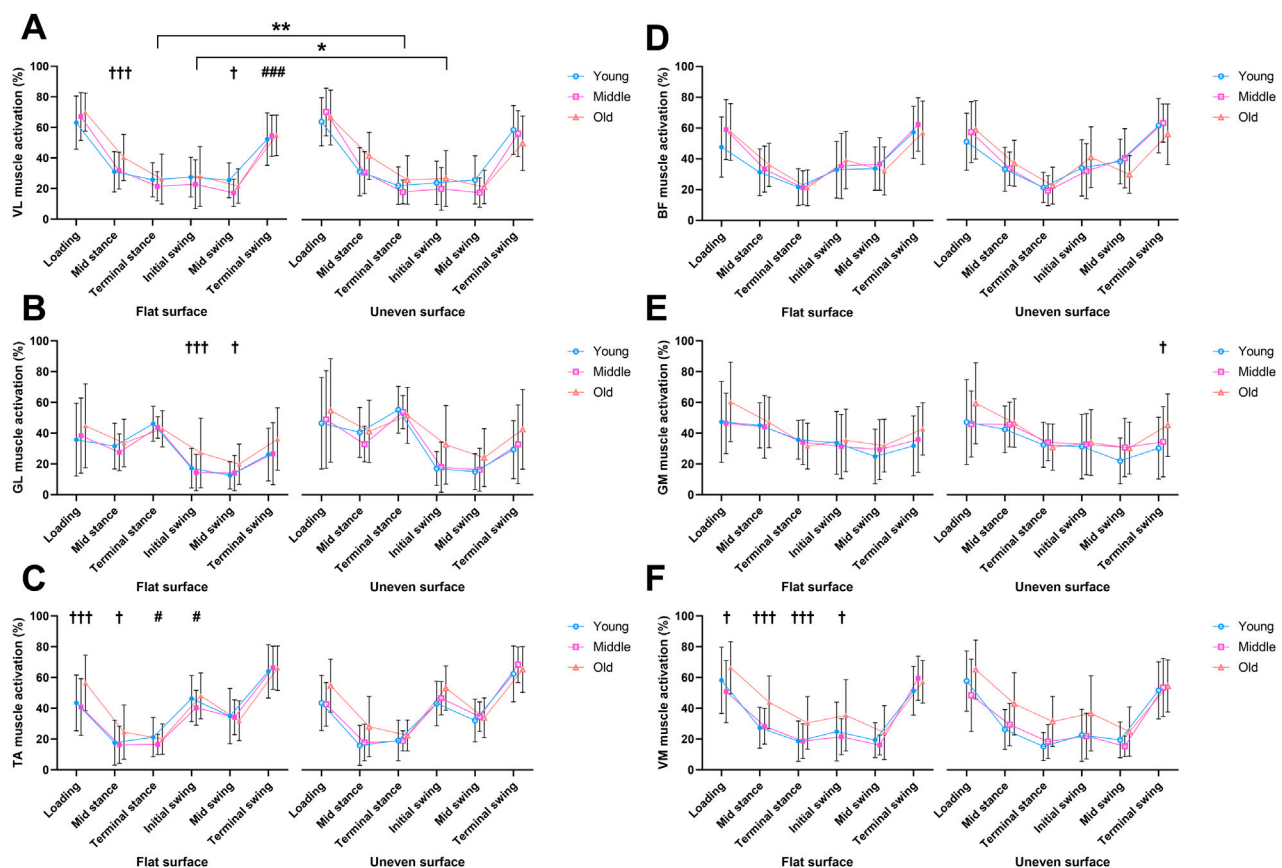 A
**
*
VL muscle activation (%)
100
80
60
40
20
0
†††
†
###
Loading
Mid stance
Terminal stance
Initial swing
Mid swing
Terminal swing
Flat surface
Loading
Mid stance
Terminal stance
Initial swing
Mid swing
Terminal swing
Uneven surface
Young
Middle
Old
D
BF muscle activation (%)
100
80
60
40
20
0
Loading
Mid stance
Terminal stance
Initial swing
Mid swing
Terminal swing
Flat surface
Loading
Mid stance
Terminal stance
Initial swing
Mid swing
Terminal swing
Uneven surface
Young
Middle
Old
B
GL muscle activation (%)
100
80
60
40
20
0
†††
†
Loading
Mid stance
Terminal stance
Initial swing
Mid swing
Terminal swing
Flat surface
Loading
Mid stance
Terminal stance
Initial swing
Mid swing
Terminal swing
Uneven surface
Young
Middle
Old
E
GM muscle activation (%)
100
80
60
40
20
0
†
Loading
Mid stance
Terminal stance
Initial swing
Mid swing
Terminal swing
Flat surface
Loading
Mid stance
Terminal stance
Initial swing
Mid swing
Terminal swing
Uneven surface
Young
Middle
Old
C
TA muscle activation (%)
100
80
60
40
20
0
†††
†
#
#
Loading
Mid stance
Terminal stance
Initial swing
Mid swing
Terminal swing
Flat surface
Loading
Mid stance
Terminal stance
Initial swing
Mid swing
Terminal swing
Uneven surface
Young
Middle
Old
F
VM muscle activation (%)
100
80
60
40
20
0
†
†††
†††
†
Loading
Mid stance
Terminal stance
Initial swing
Mid swing
Terminal swing
Flat surface
Loading
Mid stance
Terminal stance
Initial swing
Mid swing
Terminal swing
Uneven surface
Young
Middle
Old